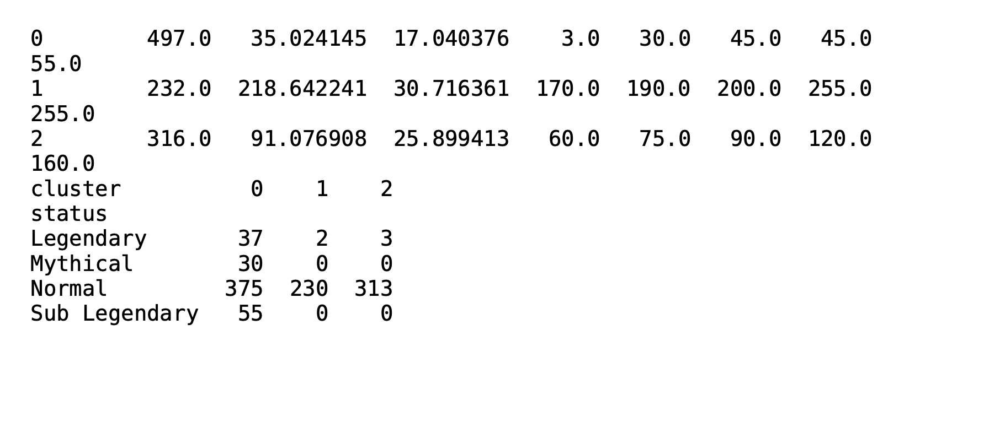 0        497.0   35.024145  17.040376    3.0   30.0   45.0   45.0
55.0
1        232.0  218.642241  30.716361  170.0  190.0  200.0  255.0
255.0
2        316.0   91.076908  25.899413   60.0   75.0   90.0  120.0
160.0
cluster          0    1    2
status
Legendary       37    2    3
Mythical        30    0    0
Normal         375  230  313
Sub Legendary   55    0    0